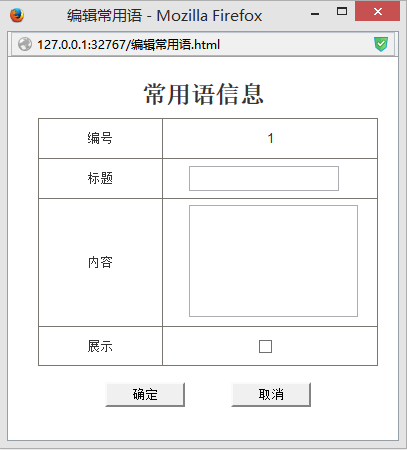 编辑常用语 - Mozilla Firefox
127.0.0.1:32767/编辑常用语.html
常用语信息
编号 1
标题
内容
展示
确定 取消